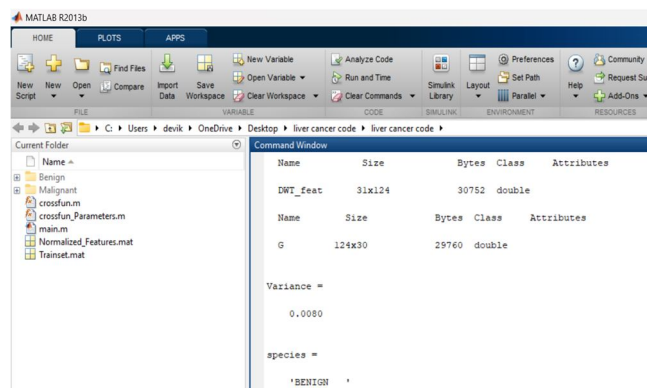 MATLAB R2013b
HOME PLOTS APPS
New Script
New
Open
Find Files
Compare
Import Data
Save Workspace
New Variable
Open Variable
Clear Workspace
Analyze Code
Run and Time
Clear Commands
Simulink Library
Layout
Preferences
Set Path
Parallel
Help
Community
Request Su
Add-Ons
FILE VARIABLE CODE SIMULINK ENVIRONMENT RESOURCES
C: Users devik OneDrive Desktop liver cancer code liver cancer code
Current Folder
Name
Benign
Malignant
crossfun.m
crossfun_Parameters.m
main.m
Normalized_Features.mat
Trainset.mat
Command Window
Name Size Bytes Class Attributes
DWT_feat 31x124 30752 double
Name Size Bytes Class Attributes
G 124x30 29760 double
Variance =
0.0080
species =
'BENIGN   '